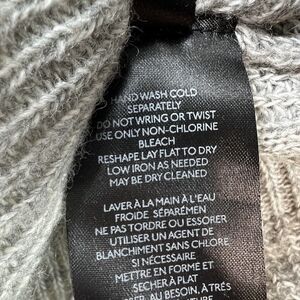 HAND WASH COLD
SEPARATELY
DO NOT WRING OR TWIST
USE ONLY NON-CHLORINE
BLEACH
RESHAPE LAY FLAT TO DRY
LOW IRON AS NEEDED
MAY BE DRY CLEANED
LAVER À LA MAIN À L'EAU
FROIDE SÉPARÉMEN
NE PAS TORDRE OU ESSORER
UTILISER UN AGENT DE
BLANCHIMENT SANS CHLORE
SI NÉCESSAIRE
METTRE EN FORME ET
SECHER À PLAT
AU BESOIN, À TRÈS